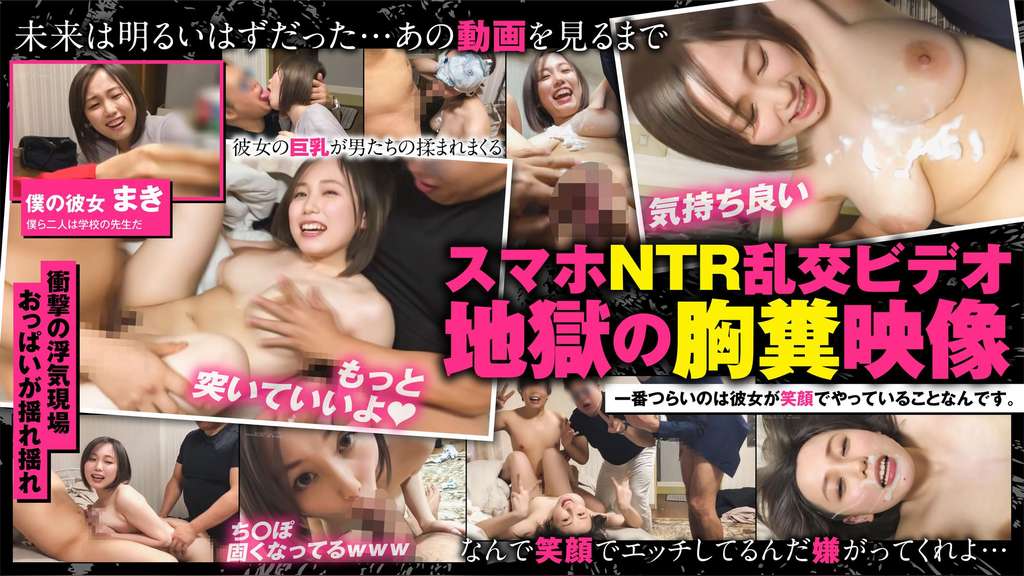 未来は明るいはずだった…あの動画を見るまで
彼女の巨乳が男たちの揉まれまくる
僕の彼女 まき
僕ら二人は学校の先生だ
気持ち良い
スマホNTR乱交ビデオ
地獄の胸糞映像
一番つらいのは彼女が笑顔でやっていることなんです。
衝撃の浮気現場
おっぱいが揺れ揺れ
もっと
突いていいよ♥
ち〇ぽ
固くなってるwww
なんで笑顔でエッチしてるんだ嫌がってくれよ…